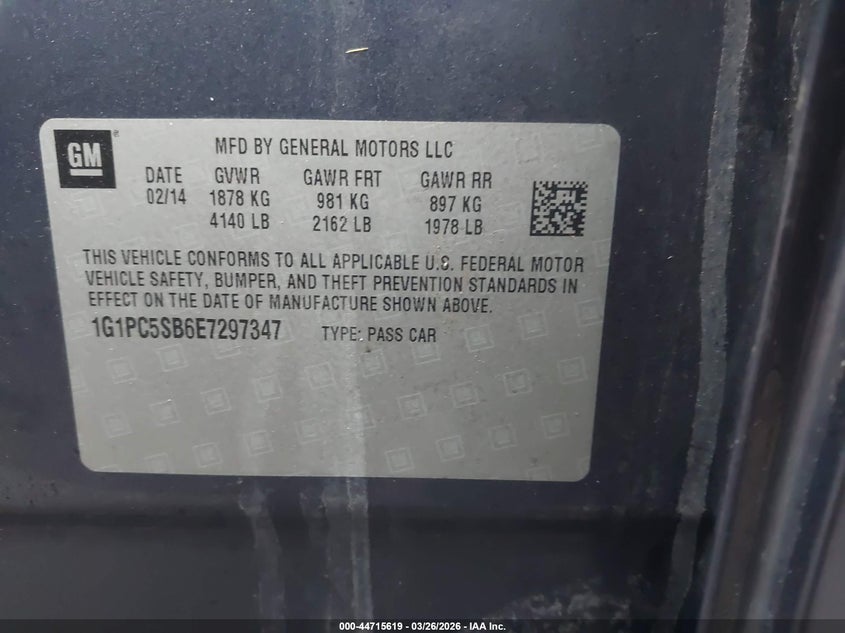 GM ®
MFD BY GENERAL MOTORS LLC
DATE GVWR GAWR FRT GAWR RR
02/14 1878 KG 981 KG 897 KG
4140 LB 2162 LB 1978 LB
THIS VEHICLE CONFORMS TO ALL APPLICABLE U.S. FEDERAL MOTOR
VEHICLE SAFETY, BUMPER, AND THEFT PREVENTION STANDARDS IN
EFFECT ON THE DATE OF MANUFACTURE SHOWN ABOVE.
1G1PC5SB6E7297347 TYPE: PASS CAR
000-44715619 | 03/26/2026 - IAA Inc.